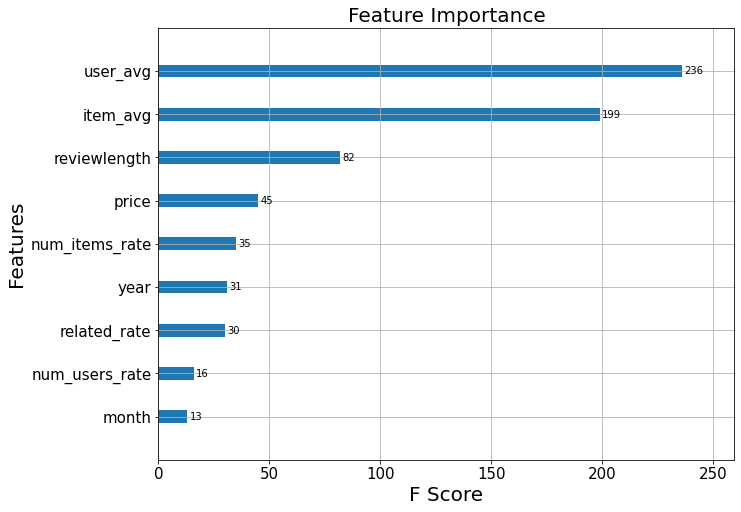 Feature Importance
Features
user_avg 236
item_avg 199
reviewlength 82
price 45
num_items_rate 35
year 31
related_rate 30
num_users_rate 16
month 13
0 50 100 150 200 250
F Score